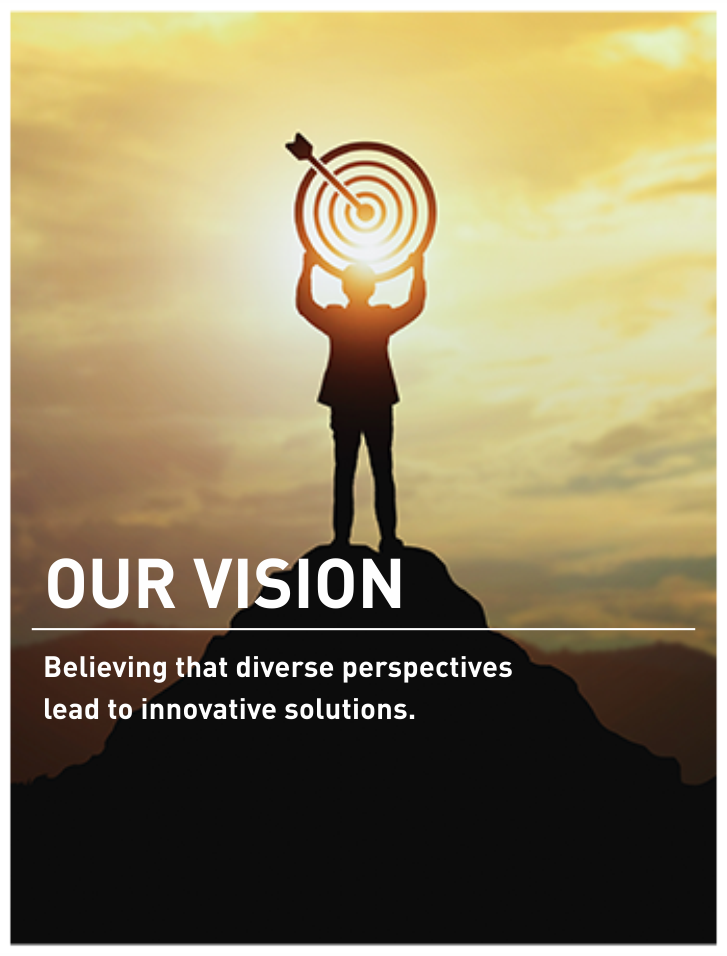 OUR VISION
Believing that diverse perspectives
lead to innovative solutions.